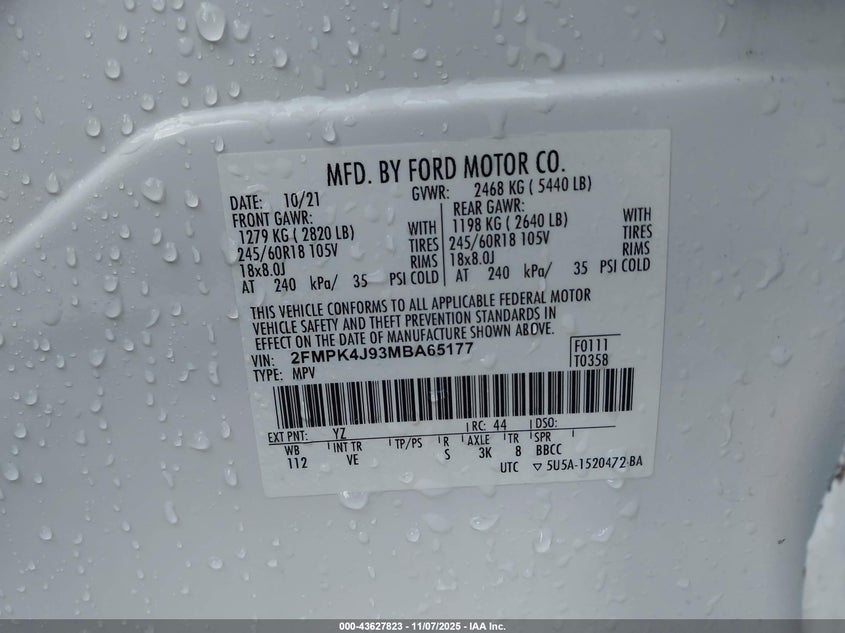 MFD. BY FORD MOTOR CO.
DATE: 10/21
GVWR: 2468 KG ( 5440 LB)
FRONT GAWR:
1279 KG ( 2820 LB)
245/60R18 105V
18x8.0J
WITH
TIRES
RIMS
AT 240 kPa/ 35 PSI COLD
REAR GAWR:
1198 KG ( 2640 LB)
245/60R18 105V
18x8.0J
WITH
TIRES
RIMS
AT 240 kPa/ 35 PSI COLD
THIS VEHICLE CONFORMS TO ALL APPLICABLE FEDERAL MOTOR
VEHICLE SAFETY AND THEFT PREVENTION STANDARDS IN
EFFECT ON THE DATE OF MANUFACTURE SHOWN ABOVE.
VIN: 2FMPK4J93MBA65177
TYPE: MPV
F0111
T0358
EXT PNT: YZ RC: 44 DSO:
WB INT TR TP/PS R AXLE TR SPR
112 VE S 3K 8 BBCC
UTC ▽ 5U5A-1520472-BA
000-43627823 - 11/07/2025 - IAA Inc.